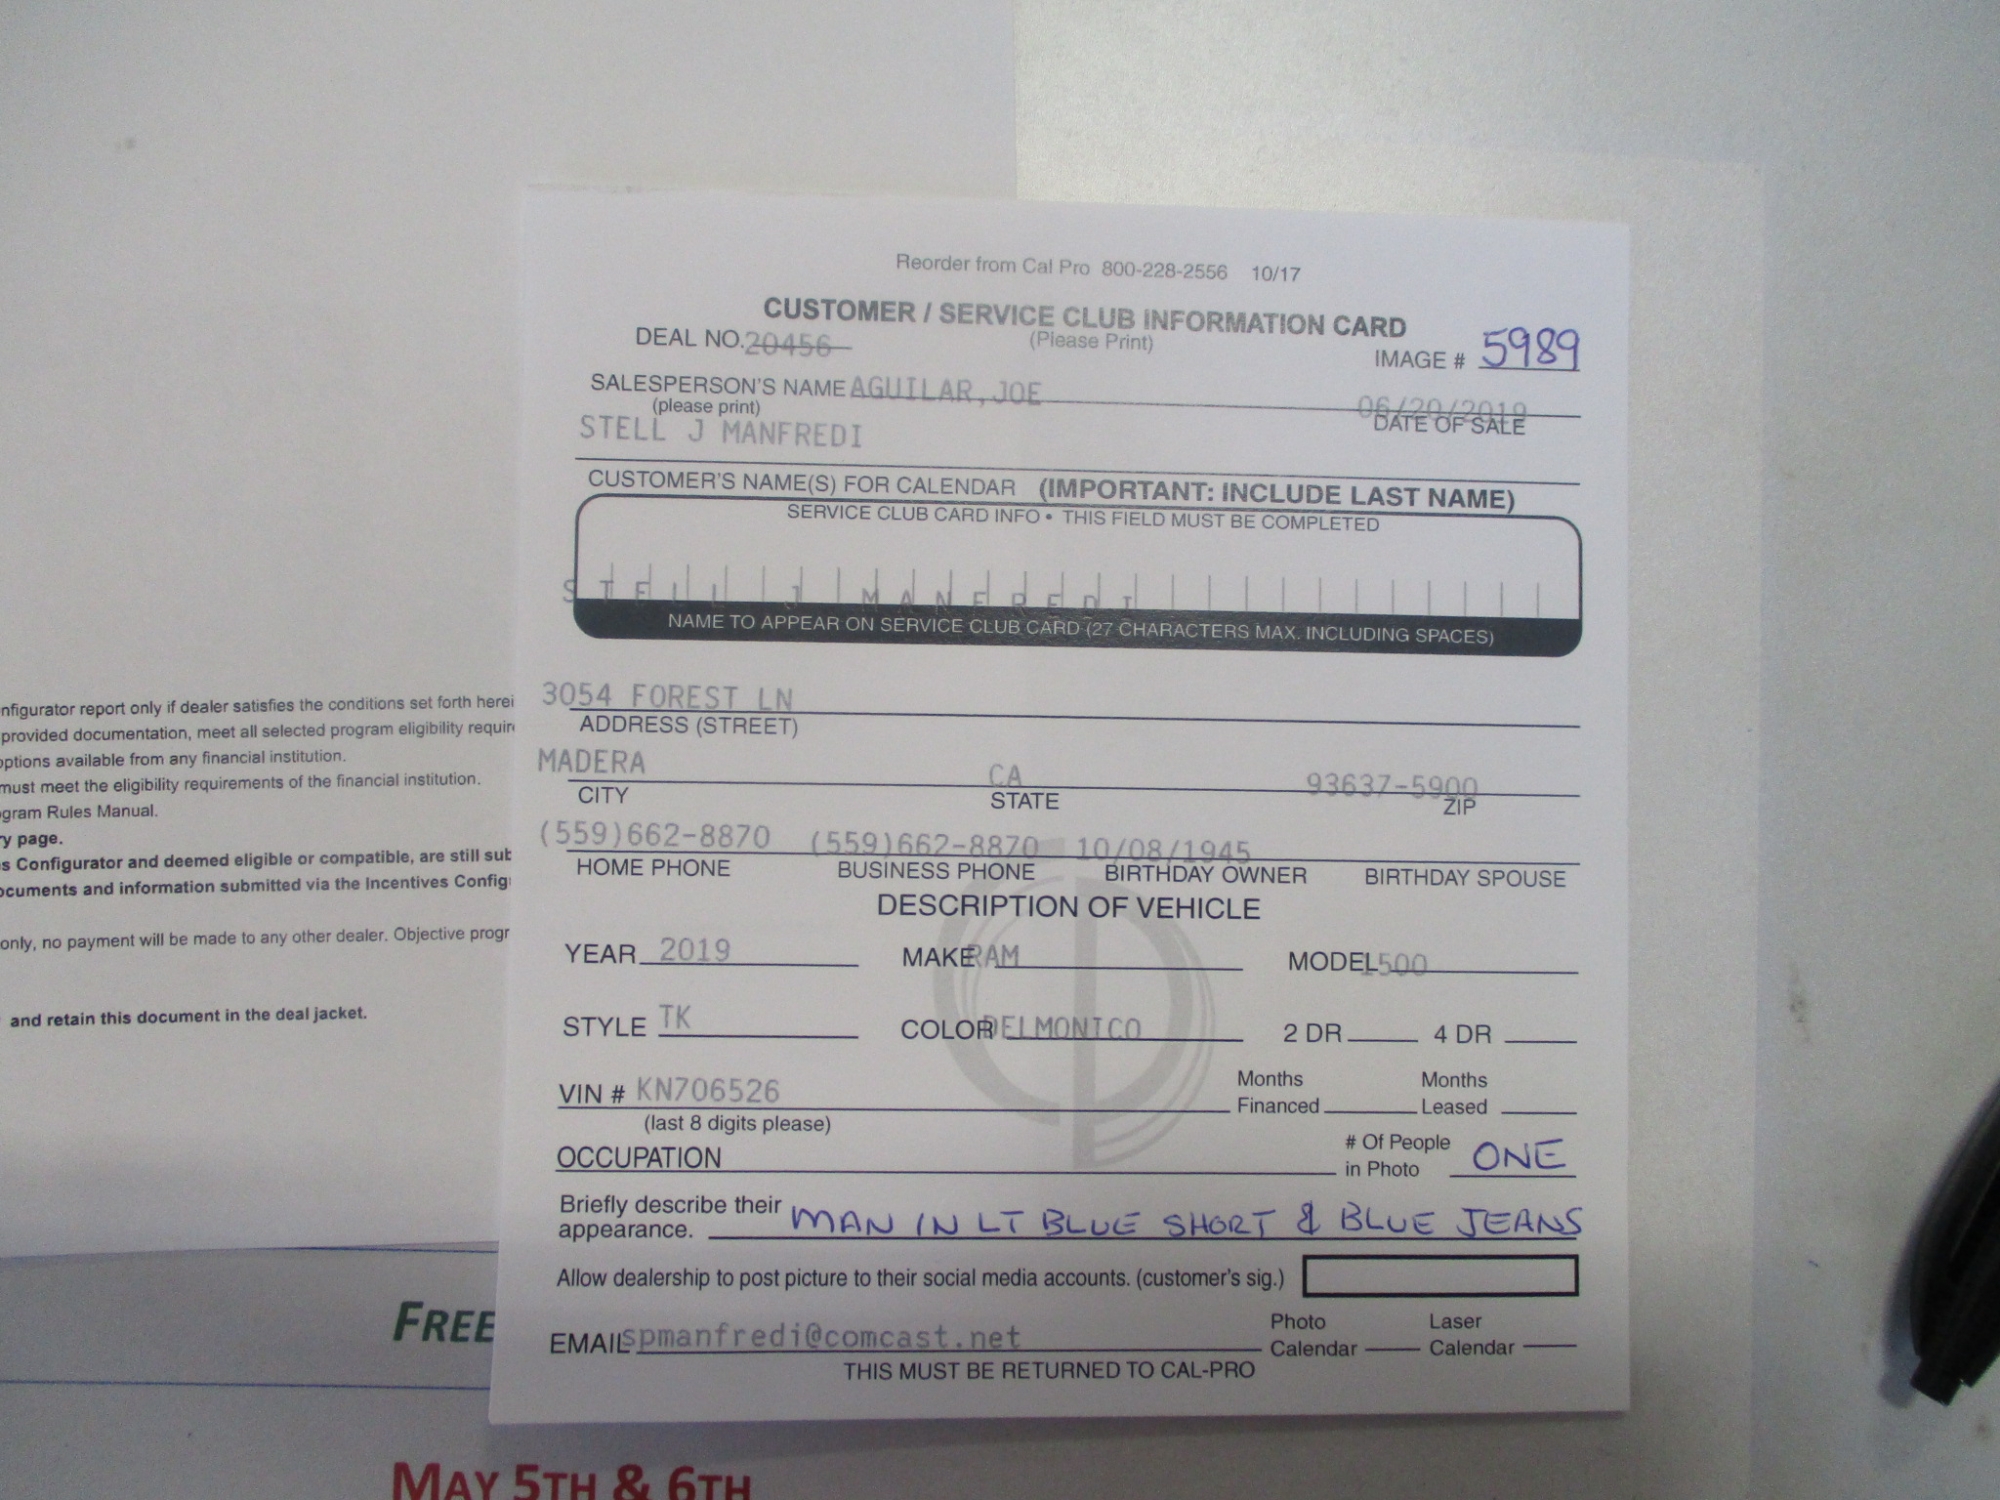 Reorder from Cal Pro 800-228-2556 10/17
CUSTOMER / SERVICE CLUB INFORMATION CARD
DEAL NO. 20456 (Please Print) IMAGE # 5989
SALESPERSON'S NAME AGUILAR, JOE 06/20/2019
(please print) DATE OF SALE
STELL J MANFREDI
CUSTOMER'S NAME(S) FOR CALENDAR (IMPORTANT: INCLUDE LAST NAME)
SERVICE CLUB CARD INFO • THIS FIELD MUST BE COMPLETED
STELL J MANFREDI
NAME TO APPEAR ON SERVICE CLUB CARD (27 CHARACTERS MAX. INCLUDING SPACES)
3054 FOREST LN
ADDRESS (STREET)
MADERA CA 93637-5900
CITY STATE ZIP
(559)662-8870 (559)662-8870 10/08/1945
HOME PHONE BUSINESS PHONE BIRTHDAY OWNER BIRTHDAY SPOUSE
DESCRIPTION OF VEHICLE
YEAR 2019 MAKE RAM MODEL 1500
STYLE TK COLOR DELMONICO 2 DR 4 DR
VIN # KN706526 Months Financed Months Leased
(last 8 digits please)
OCCUPATION # Of People in Photo ONE
Briefly describe their appearance. MAN IN LT BLUE SHORT & BLUE JEANS
Allow dealership to post picture to their social media accounts. (customer's sig.)
EMAIL spmanfredi@comcast.net Photo Calendar Laser Calendar
THIS MUST BE RETURNED TO CAL-PRO
nfigurator report only if dealer satisfies the conditions set forth herei
provided documentation, meet all selected program eligibility requir
options available from any financial institution.
must meet the eligibility requirements of the financial institution.
ogram Rules Manual.
ry page.
s Configurator and deemed eligible or compatible, are still sub
ocuments and information submitted via the Incentives Config
only, no payment will be made to any other dealer. Objective progr
and retain this document in the deal jacket.
FREE
MAY 5TH & 6TH